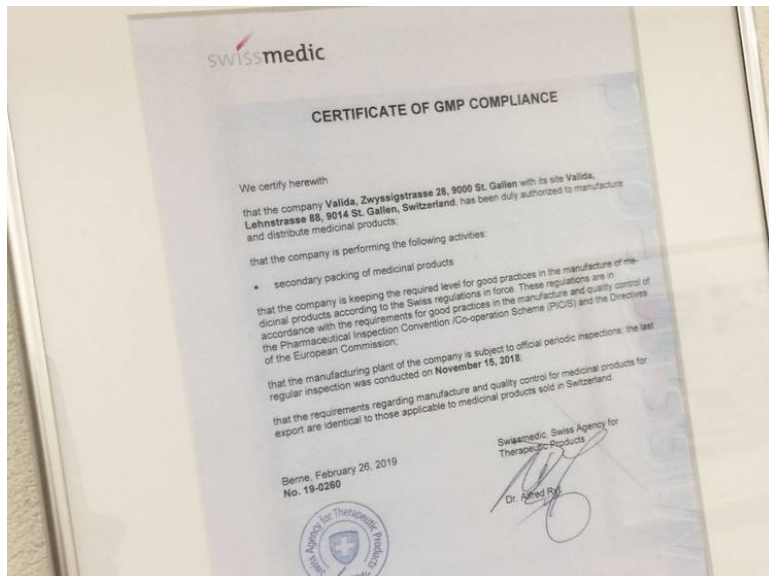 swissmedic
CERTIFICATE OF GMP COMPLIANCE
We certify herewith
that the company Valida, Zwyssigstrasse 28, 9000 St. Gallen with its site Valida,
Lehnstrasse 88, 9014 St. Gallen, Switzerland, has been duly authorized to manufacture
and distribute medicinal products;
that the company is performing the following activities:
• secondary packing of medicinal products
that the company is keeping the required level for good practices in the manufacture of me-
dicinal products according to the Swiss regulations in force. These regulations are in
accordance with the requirements for good practices in the manufacture and quality control of
the Pharmaceutical Inspection Convention /Co-operation Scheme (PIC/S) and the Directives
of the European Commission;
that the manufacturing plant of the company is subject to official periodic inspections; the last
regular inspection was conducted on November 15, 2018;
that the requirements regarding manufacture and quality control for medicinal products for
export are identical to those applicable to medicinal products sold in Switzerland.
Berne, February 26, 2019
No. 19-0260
Swissmedic, Swiss Agency for
Therapeutic Products
Dr. Alfred
Swiss Agency for Therapeutic Products